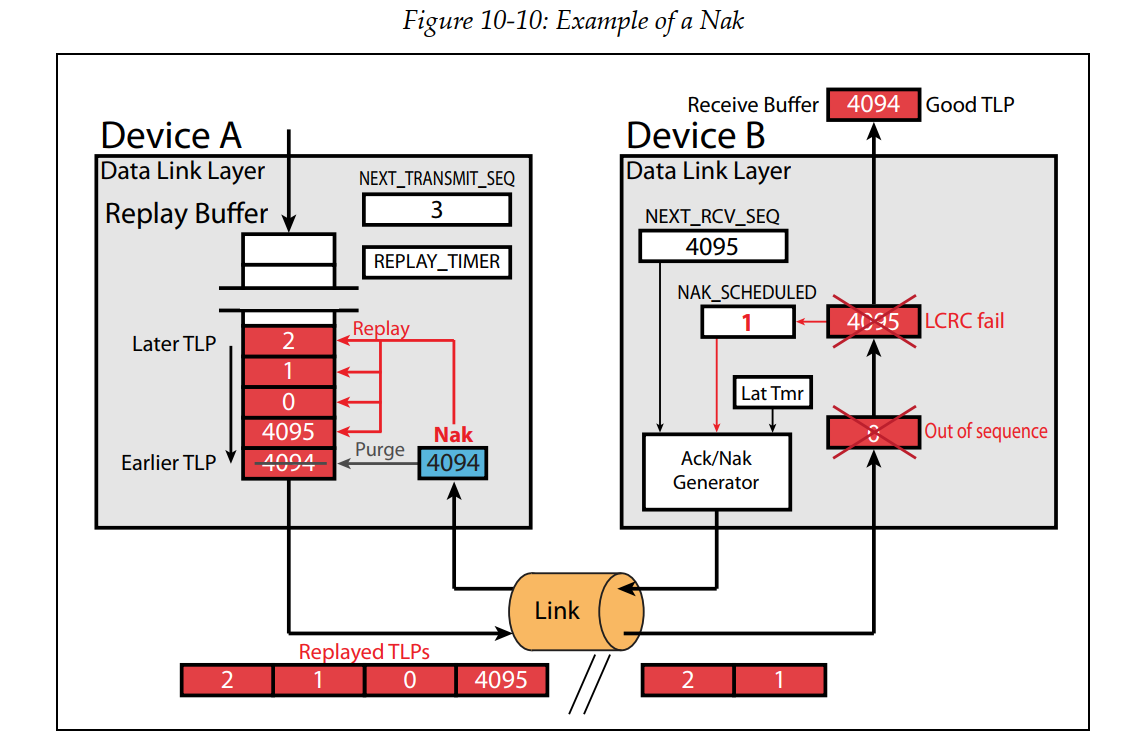 Figure 10-10: Example of a Nak
Receive Buffer 4094 Good TLP
Device A
Data Link Layer
Replay Buffer
NEXT_TRANSMIT_SEQ
3
REPLAY_TIMER
Later TLP
Earlier TLP
2
1
0
4095
4094
Replay
Nak
Purge
4094
Device B
Data Link Layer
NEXT_RCV_SEQ
4095
NAK_SCHEDULED
1
4095 LCRC fail
Lat Tmr
0 Out of sequence
Ack/Nak
Generator
Link
Replayed TLPs
2 1 0 4095
2 1